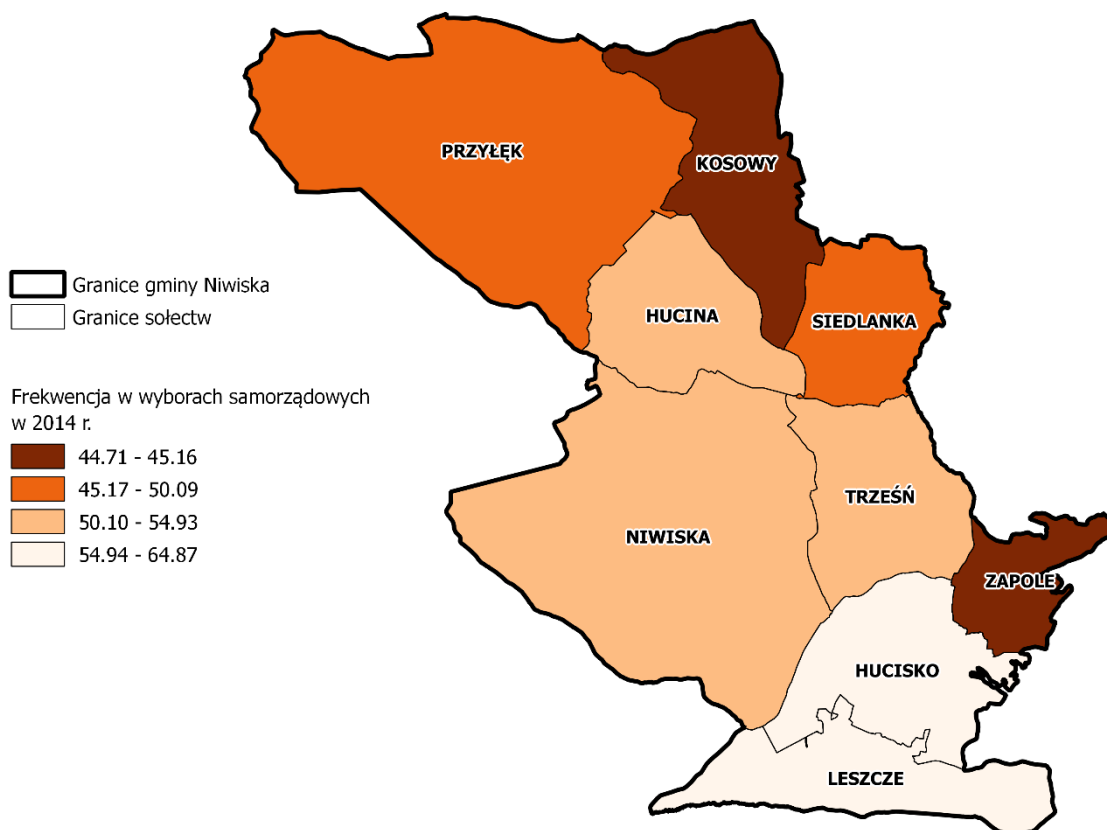 PRZYŁĘK
KOSOWY
Granice gminy Niwiska
Granice sołectw
HUCINA
SIEDLANKA
Frekwencja w wyborach samorządowych
w 2014 r.
44.71 - 45.16
45.17 - 50.09
50.10 - 54.93
54.94 - 64.87
TRZEŚŃ
NIWISKA
ZAPOLE
HUCISKO
LESZCZE